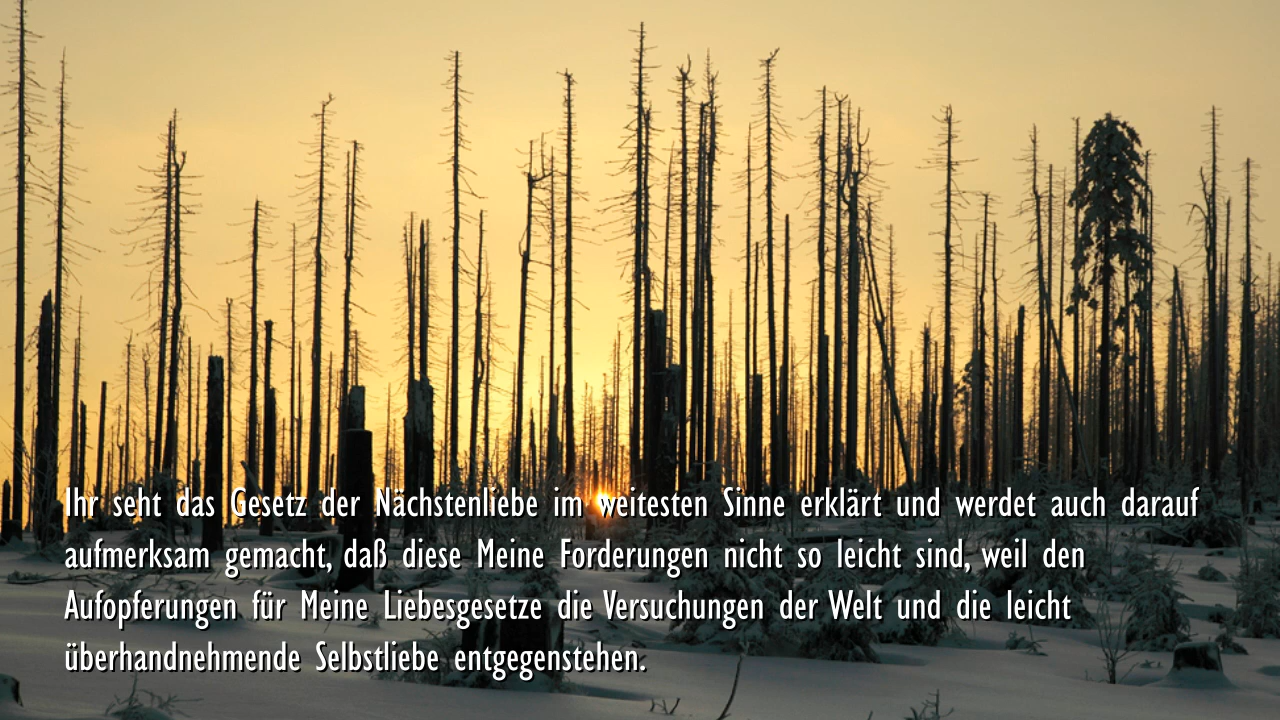 Ihr seht das Gesetz der Nächstenliebe im weitesten Sinne erklärt und werdet auch darauf
aufmerksam gemacht, daß diese Meine Forderungen nicht so leicht sind, weil den
Aufopferungen für Meine Liebesgesetze die Versuchungen der Welt und die leicht
überhandnehmende Selbstliebe entgegenstehen.